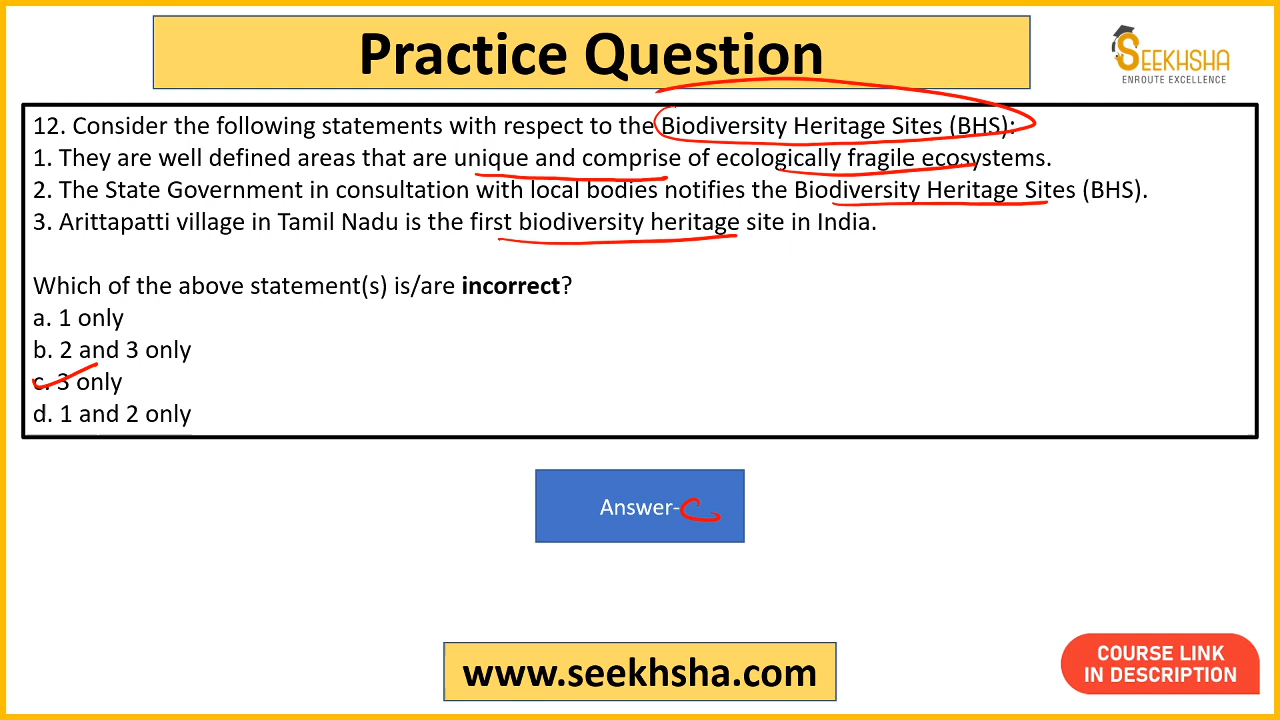 Practice Question
SEEKHSHA
ENROUTE EXCELLENCE
12. Consider the following statements with respect to the Biodiversity Heritage Sites (BHS):
1. They are well defined areas that are unique and comprise of ecologically fragile ecosystems.
2. The State Government in consultation with local bodies notifies the Biodiversity Heritage Sites (BHS).
3. Arittapatti village in Tamil Nadu is the first biodiversity heritage site in India.
Which of the above statement(s) is/are incorrect?
a. 1 only
b. 2 and 3 only
c. 3 only
d. 1 and 2 only
Answer-C
www.seekhsha.com
COURSE LINK
IN DESCRIPTION